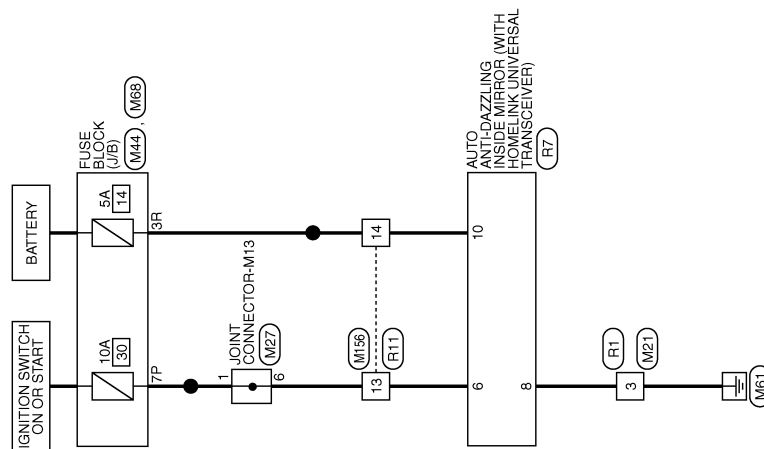 BATTERY
IGNITION SWITCH
ON OR START
5A
14
10A
30
FUSE
BLOCK
(J/B)
M44 , M68
3R
7P
1
JOINT
CONNECTOR-M13
M27
6
14
13
M156
R11
10
6
8
AUTO
ANTI-DAZZLING
INSIDE MIRROR (WITH
HOMELINK UNIVERSAL
TRANSCEIVER)
R7
3
R1
M21
M61